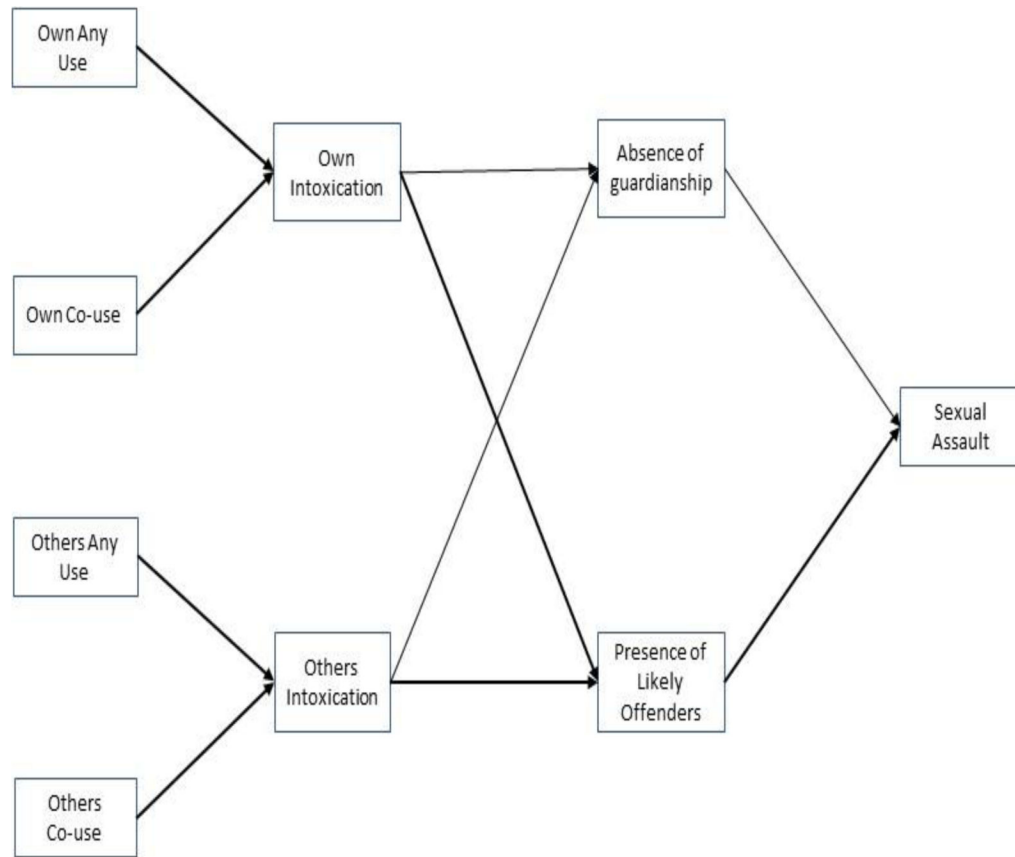 Own Any
Use
Own
Intoxication
Absence of
guardianship
Own Co-use
Sexual
Assault
Others Any
Use
Others
Intoxication
Presence of
Likely
Offenders
Others
Co-use